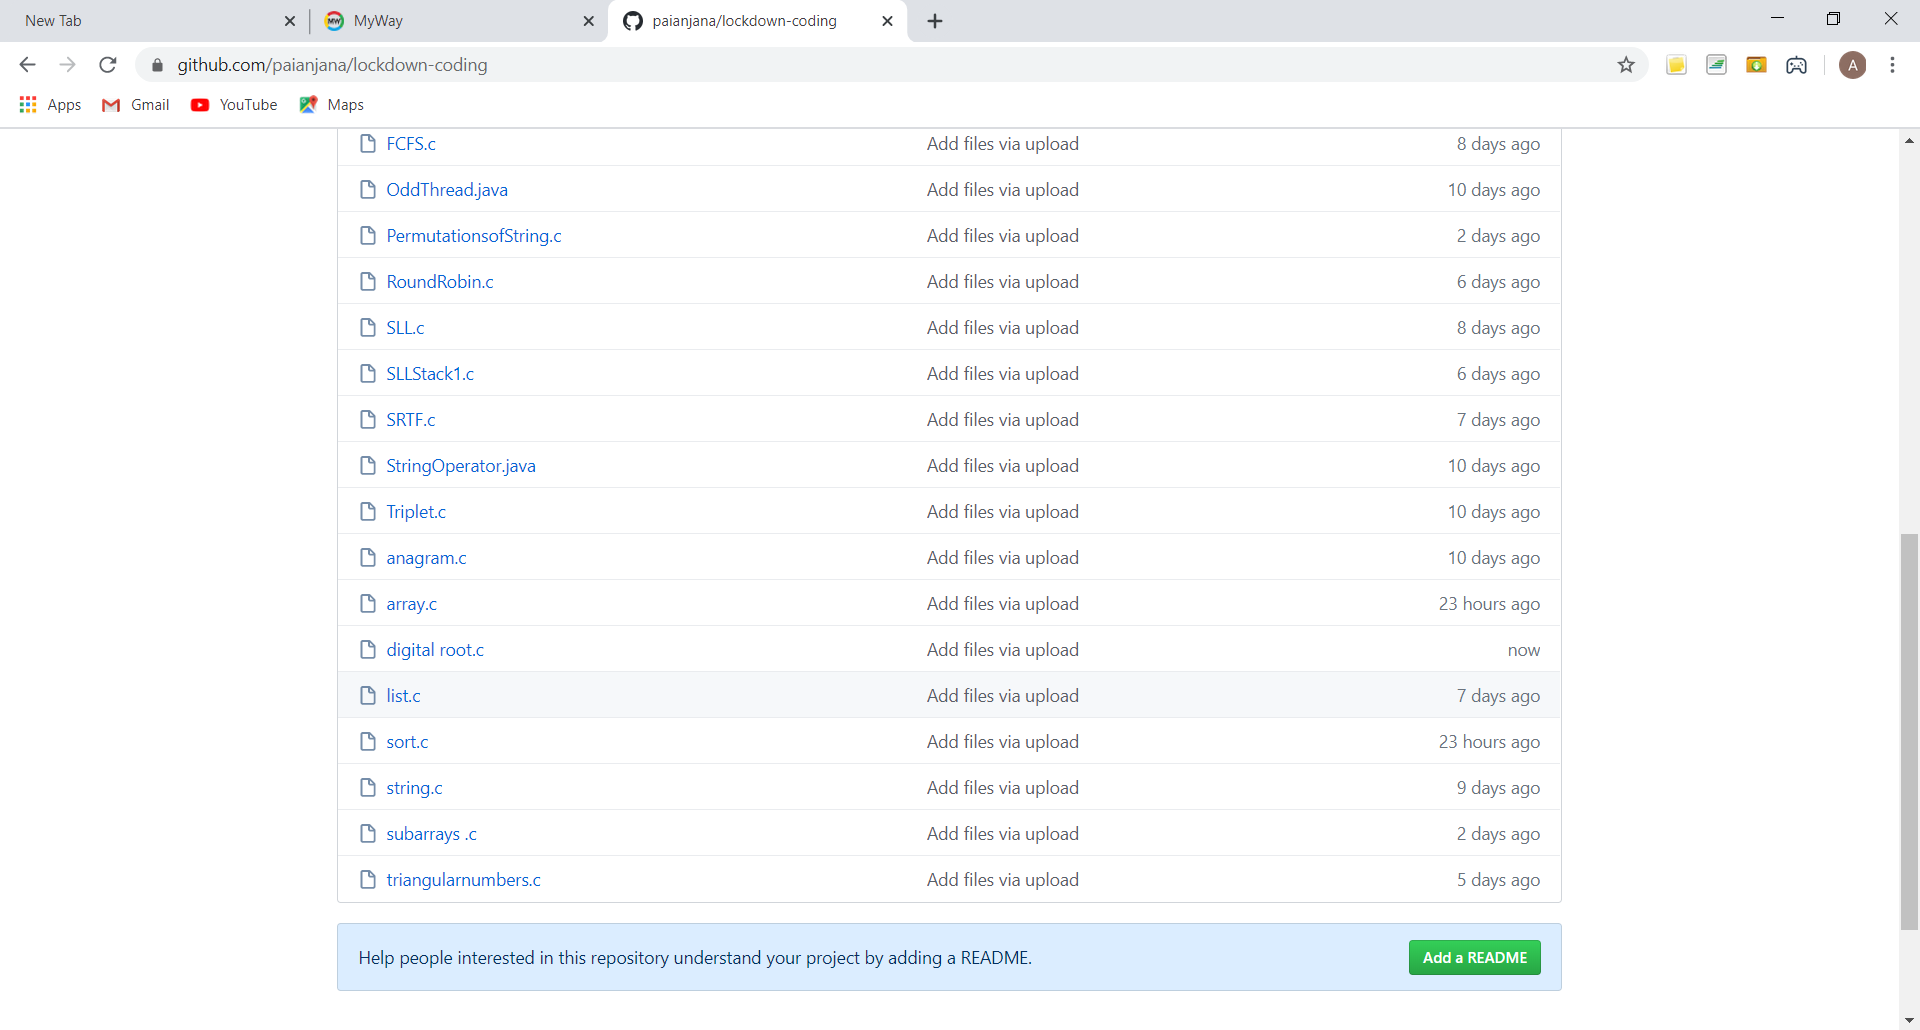 New Tab
MyWay
paianjana/lockdown-coding
github.com/paianjana/lockdown-coding
A
Apps
Gmail
YouTube
Maps
FCFS.c Add files via upload 8 days ago
OddThread.java Add files via upload 10 days ago
PermutationsofString.c Add files via upload 2 days ago
RoundRobin.c Add files via upload 6 days ago
SLL.c Add files via upload 8 days ago
SLLStack1.c Add files via upload 6 days ago
SRTF.c Add files via upload 7 days ago
StringOperator.java Add files via upload 10 days ago
Triplet.c Add files via upload 10 days ago
anagram.c Add files via upload 10 days ago
array.c Add files via upload 23 hours ago
digital root.c Add files via upload now
list.c Add files via upload 7 days ago
sort.c Add files via upload 23 hours ago
string.c Add files via upload 9 days ago
subarrays .c Add files via upload 2 days ago
triangularnumbers.c Add files via upload 5 days ago
Help people interested in this repository understand your project by adding a README. Add a README